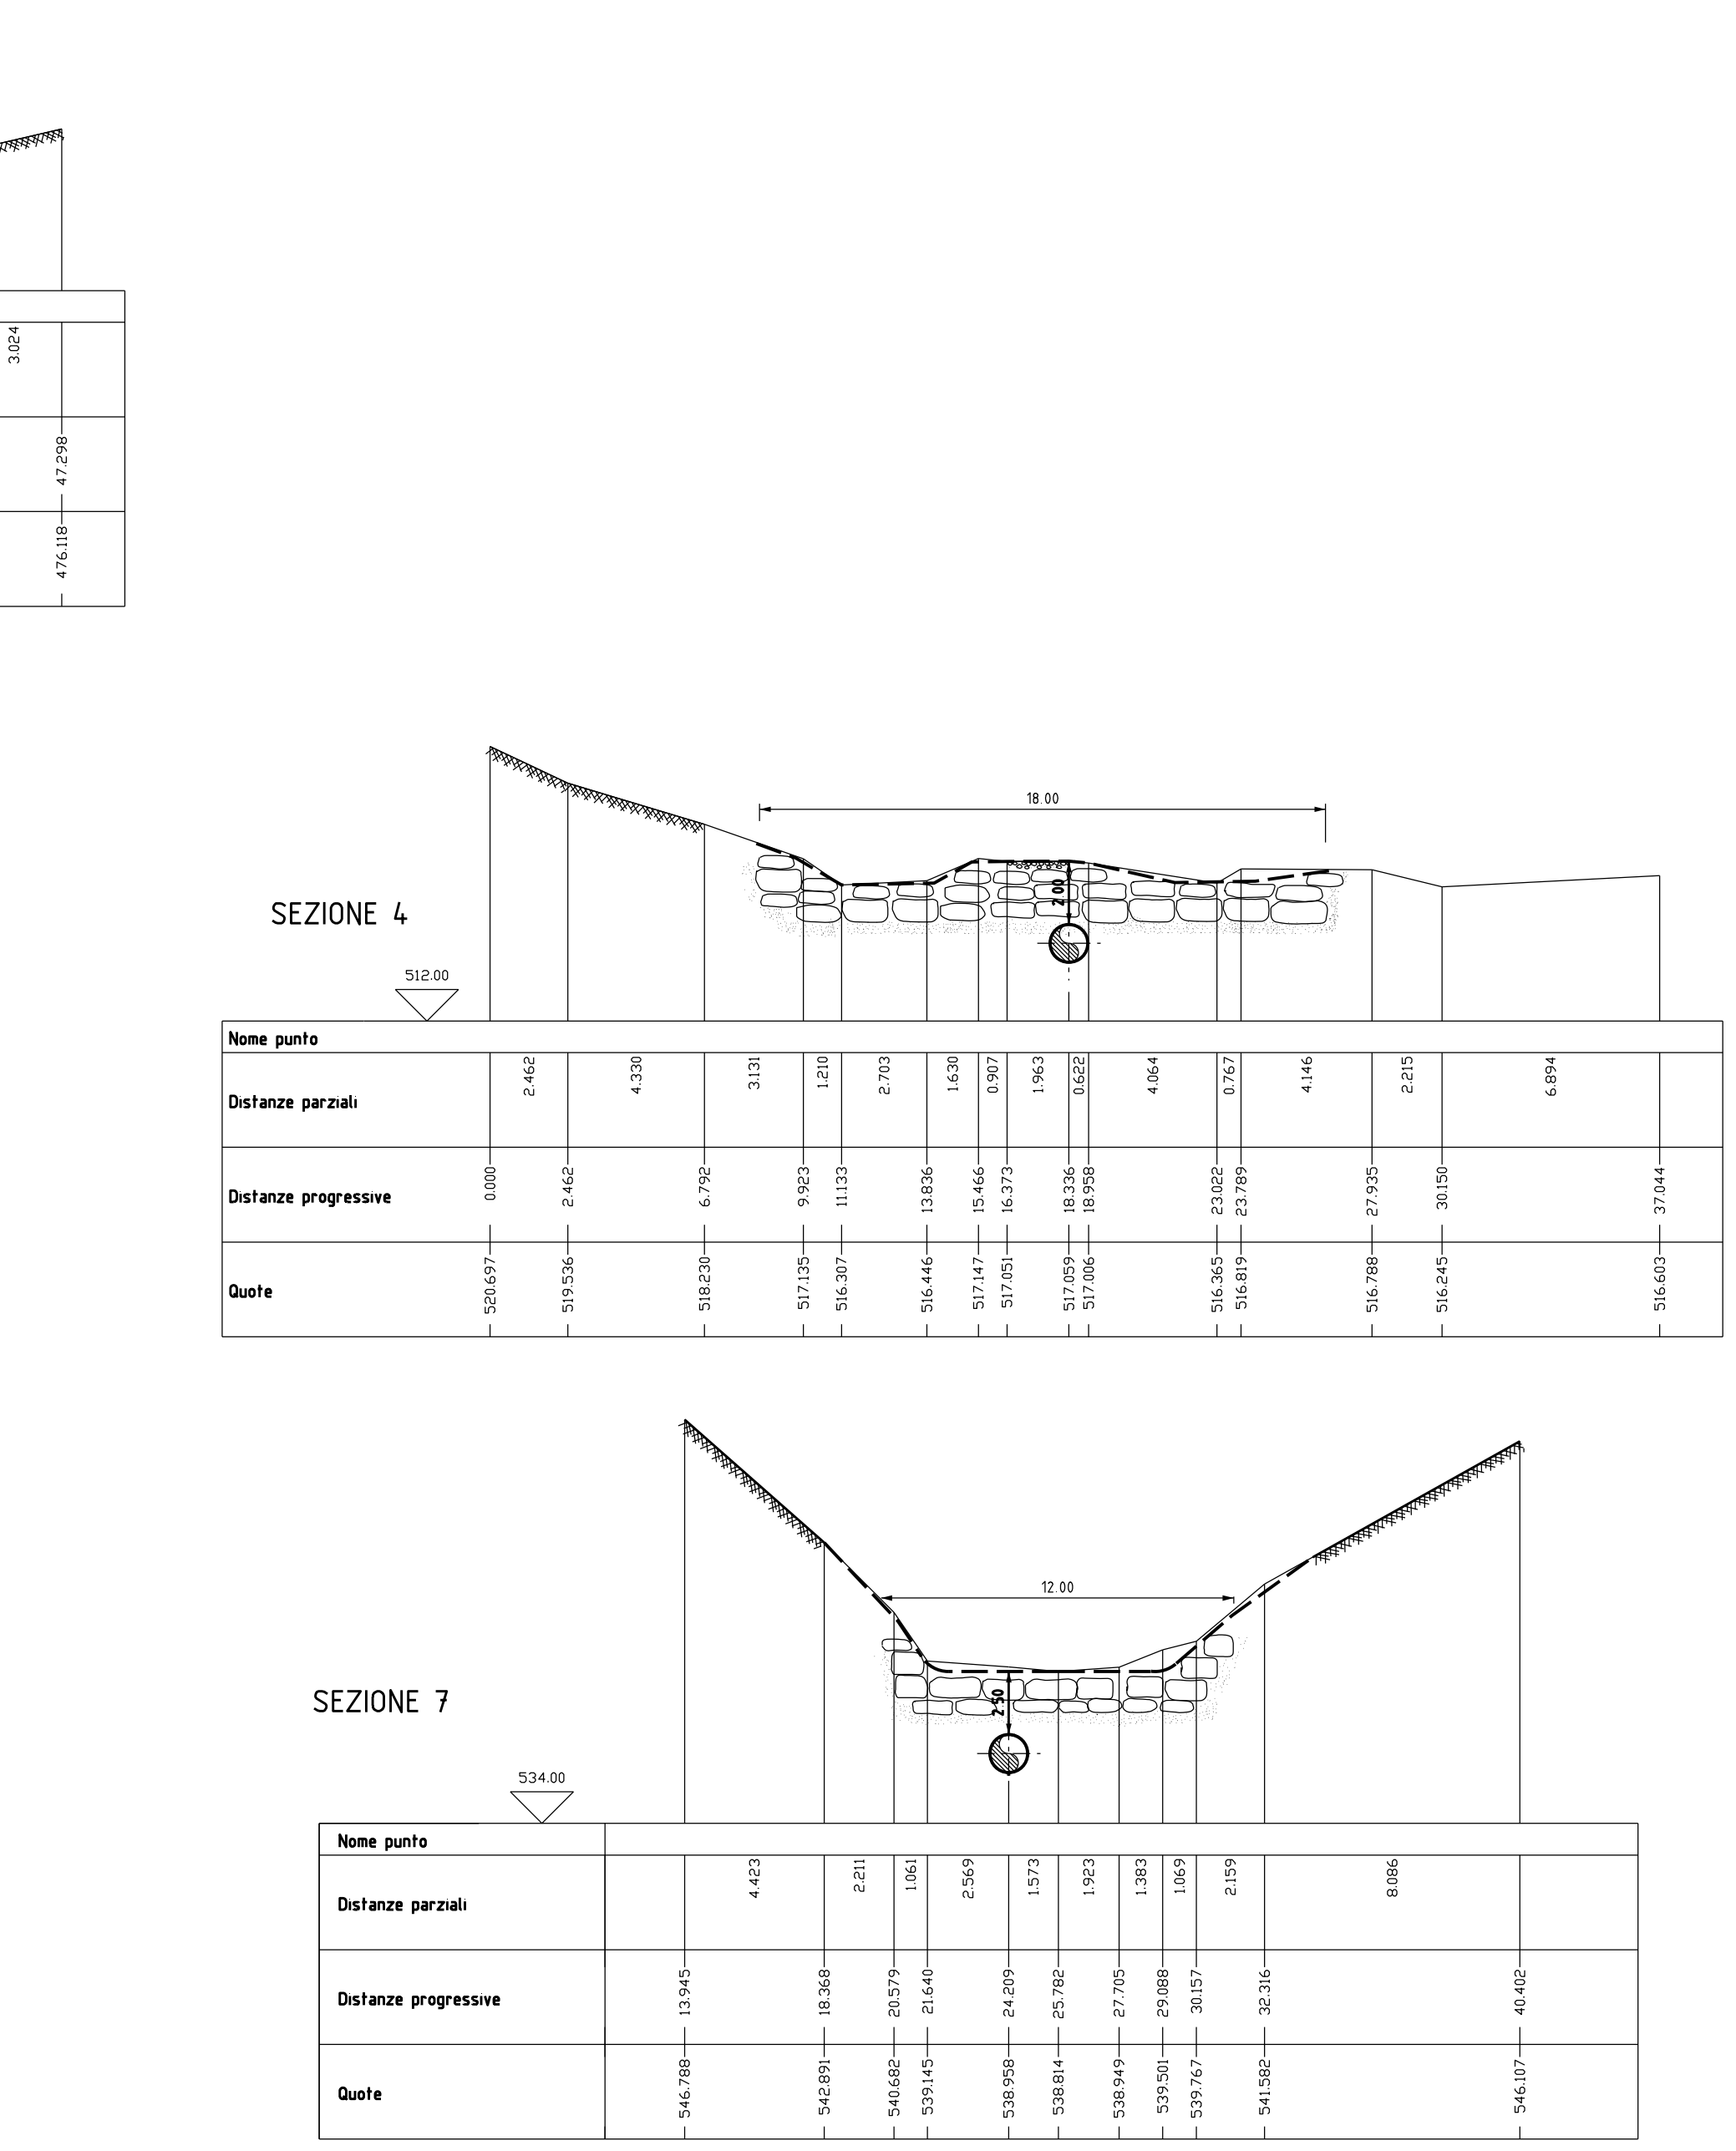 3.024
47.298
476.118
18.00
2.00
SEZIONE 4
512.00
Nome punto
Distanze parziali
2.462 4.330 3.131 1.210 2.703 1.630 0.907 1.963 0.622 4.064 0.767 4.146 2.215 6.894
Distanze progressive
0.000 2.462 6.792 9.923 11.133 13.836 15.466 16.373 18.336 18.958 23.022 23.789 27.935 30.150 37.044
Quote
520.697 519.536 518.230 517.135 516.307 516.446 517.147 517.051 517.059 517.006 516.365 516.819 516.788 516.245 516.603
12.00
2.50
SEZIONE 7
534.00
Nome punto
Distanze parziali
4.423 2.211 1.061 2.569 1.573 1.923 1.383 1.069 2.159 8.086
Distanze progressive
13.945 18.368 20.579 21.640 24.209 25.782 27.705 29.088 30.157 32.316 40.402
Quote
546.788 542.891 540.682 539.145 538.958 538.814 538.949 539.501 539.767 541.582 546.107